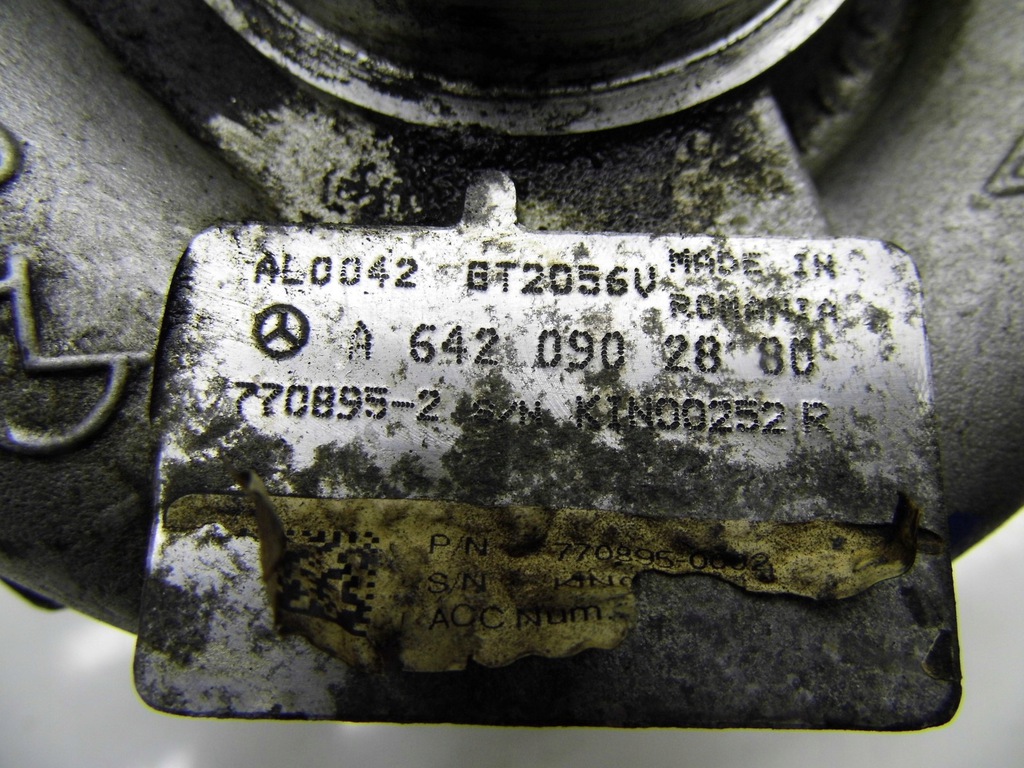 AL0042 GT2056V MADE IN
ROMANIA
A 642 090 28 80
770895-2 S/N KIN00252 R
P/N 770895-0002
S/N
ACC Num.